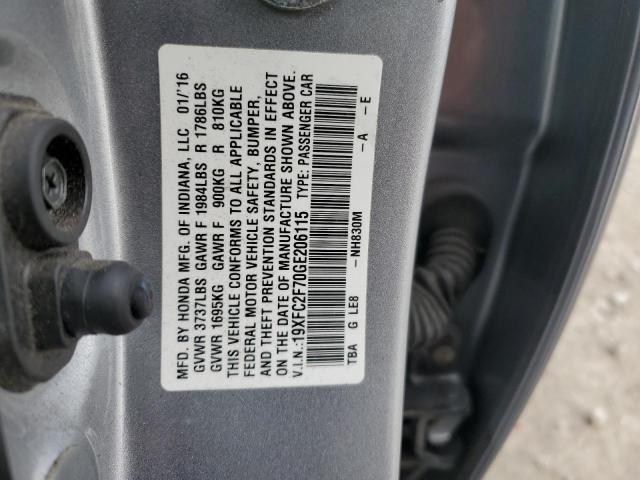 MFD. BY HONDA MFG. OF INDIANA, LLC 01/'16
GVWR 3737LBS GAWR F 1984LBS R 1786LBS
GVWR 1695KG GAWR F 900KG R 810KG
THIS VEHICLE CONFORMS TO ALL APPLICABLE
FEDERAL MOTOR VEHICLE SAFETY, BUMPER,
AND THEFT PREVENTION STANDARDS IN EFFECT
ON THE DATE OF MANUFACTURE SHOWN ABOVE.
V.I.N.:19XFC2F70GE206115 TYPE: PASSENGER CAR
-NH830M -A -E
TBA G LE8